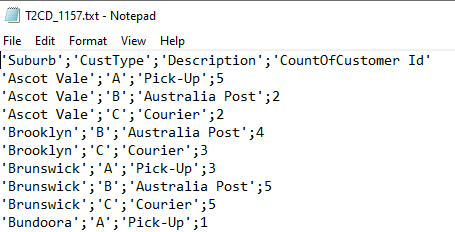 T2CD_1157.txt - Notepad
File Edit Format View Help
'Suburb';'CustType';'Description';'CountOfCustomer Id'
'Ascot Vale';'A';'Pick-Up';5
'Ascot Vale';'B';'Australia Post';2
'Ascot Vale';'C';'Courier';2
'Brooklyn';'B';'Australia Post';4
'Brooklyn';'C';'Courier';3
'Brunswick';'A';'Pick-Up';3
'Brunswick';'B';'Australia Post';5
'Brunswick';'C';'Courier';5
'Bundoora';'A';'Pick-Up';1